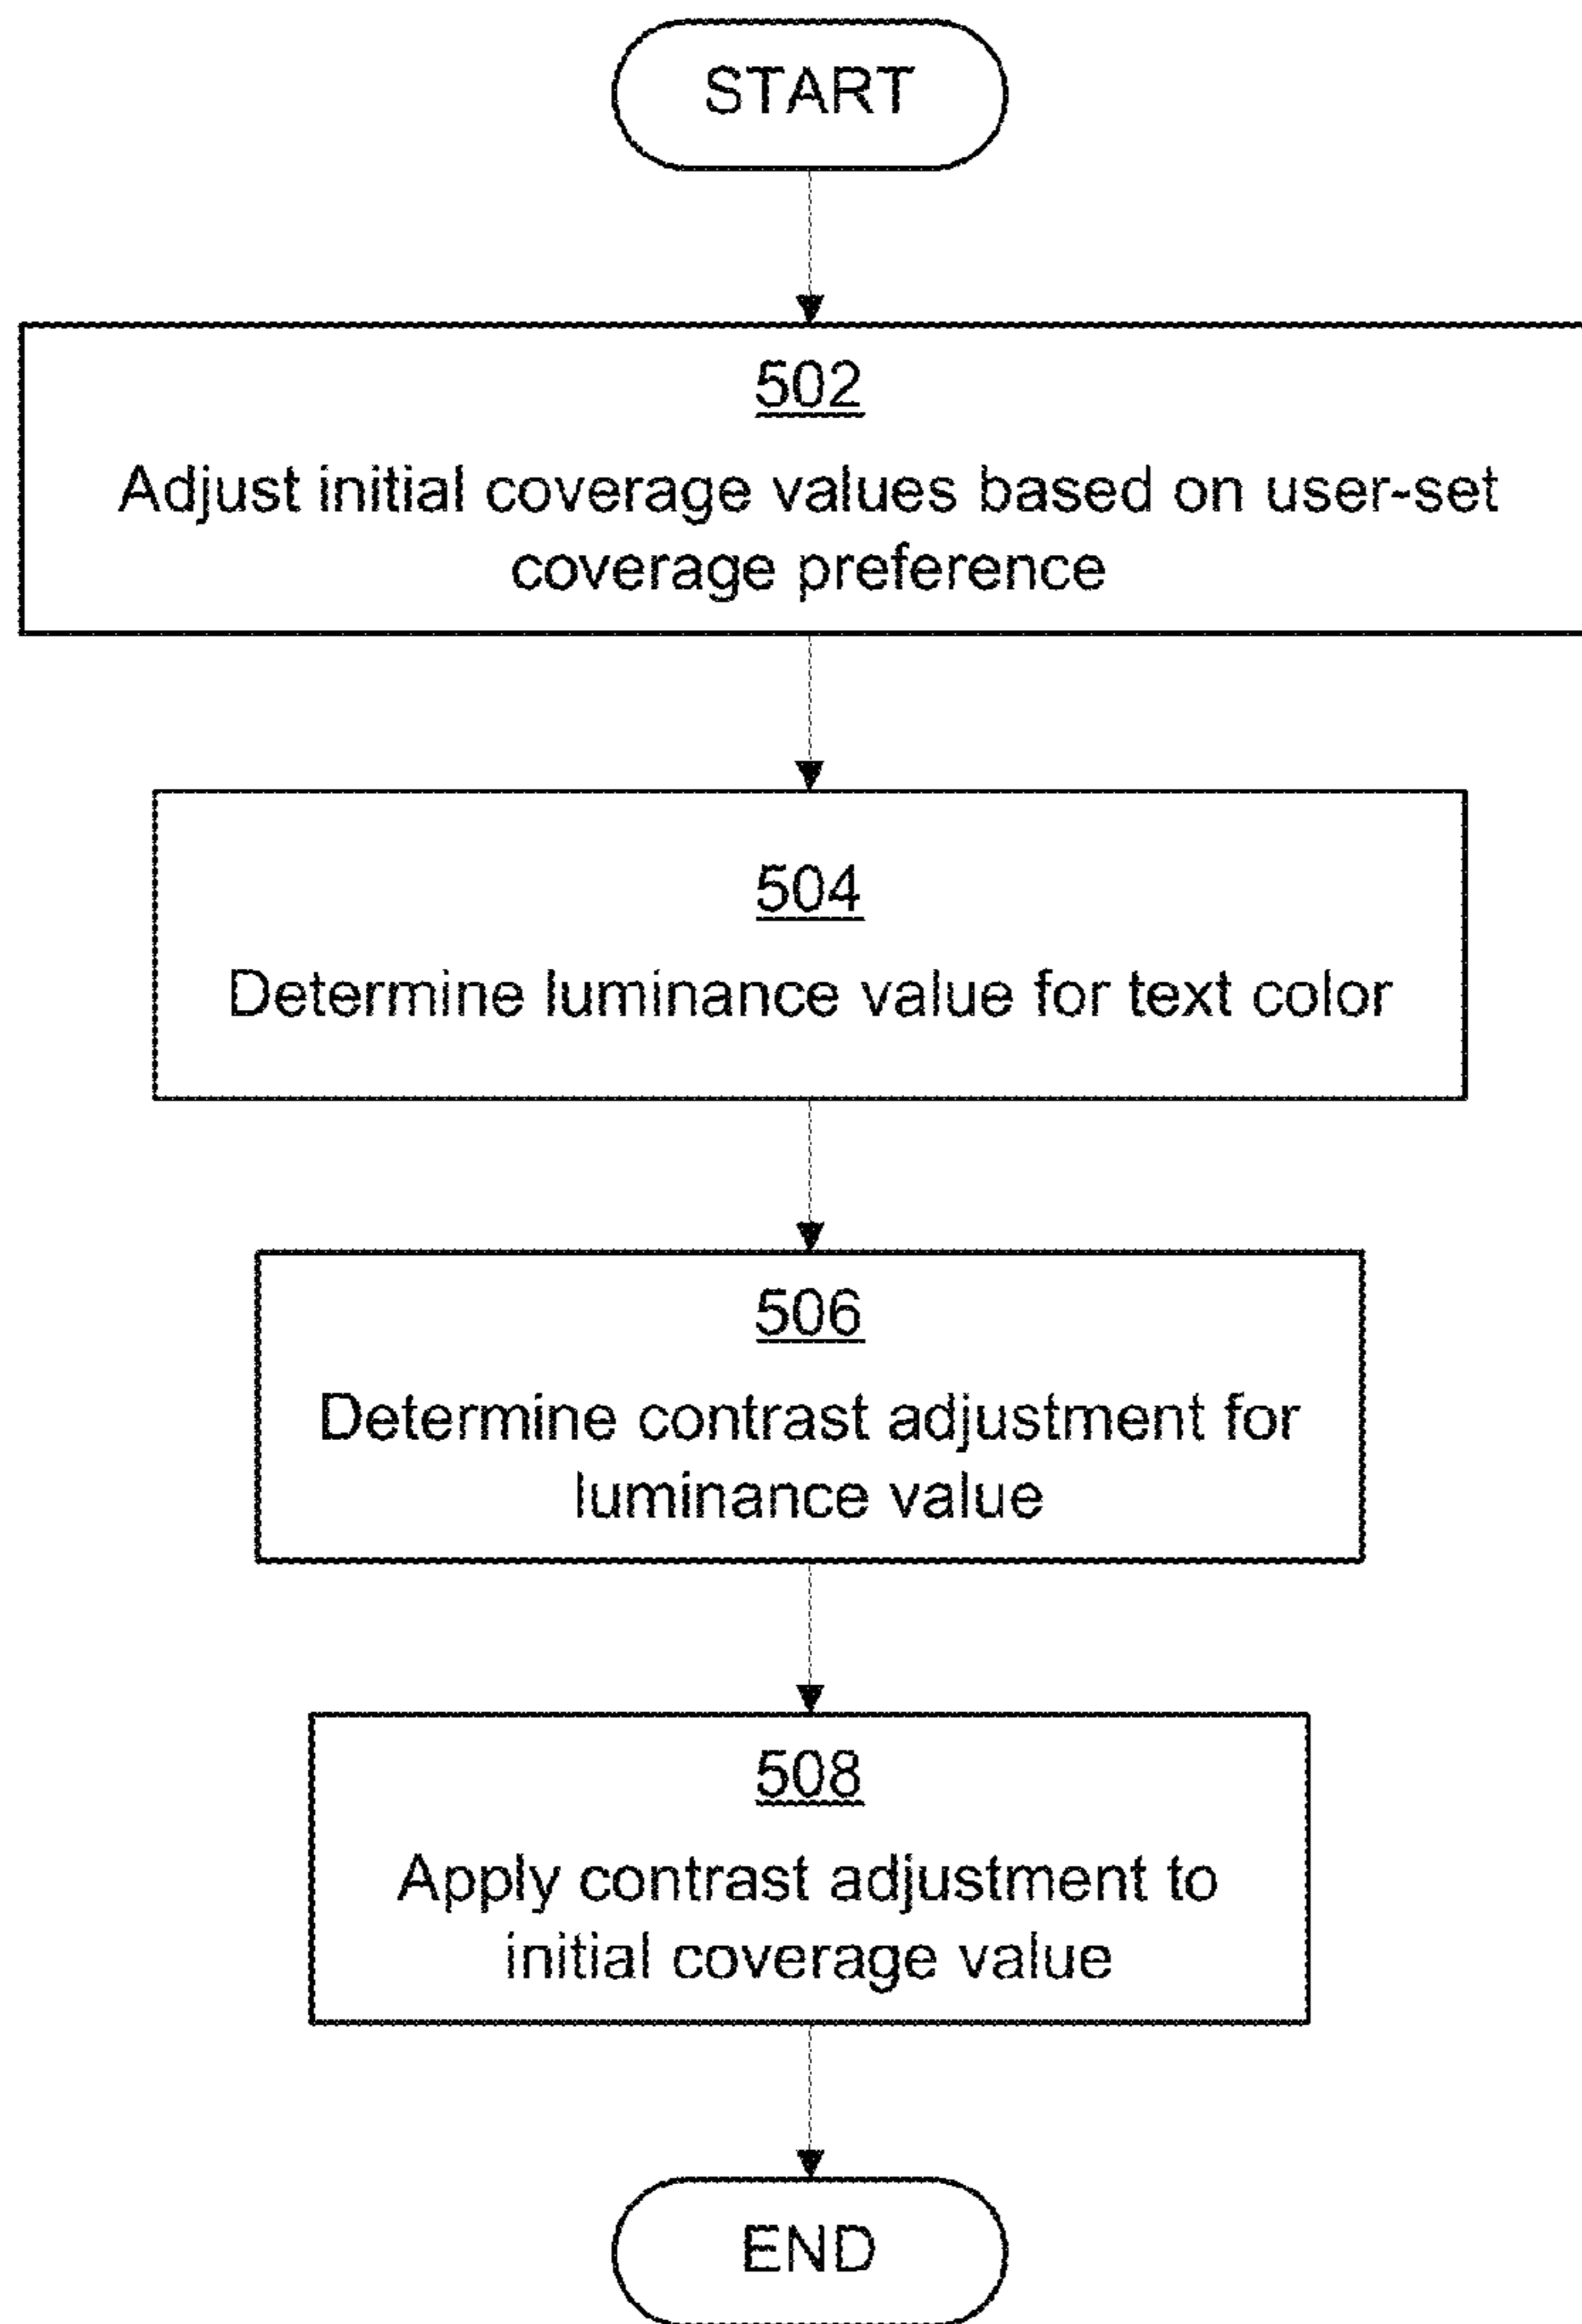 START
502
Adjust initial coverage values based on user-set
coverage preference
504
Determine luminance value for text color
506
Determine contrast adjustment for
luminance value
508
Apply contrast adjustment to
initial coverage value
END